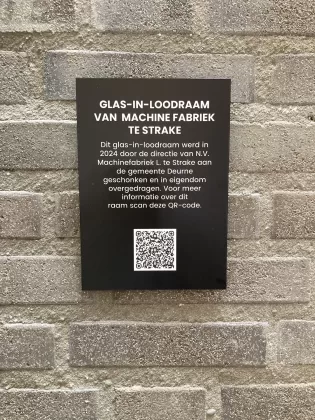 GLAS-IN-LOODRAAM
VAN MACHINE FABRIEK
TE STRAKE
Dit glas-in-loodraam werd in
2024 door de directie van N.V.
Machinefabriek L. te Strake aan
de gemeente Deurne
geschonken en in eigendom
overgedragen. Voor meer
informatie over dit
raam scan deze QR-code.